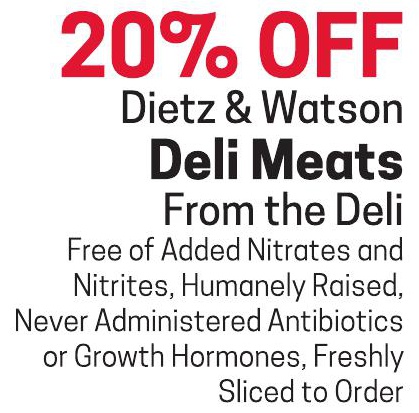 20% OFF
Dietz & Watson
Deli Meats
From the Deli
Free of Added Nitrates and
Nitrites, Humanely Raised,
Never Administered Antibiotics
or Growth Hormones, Freshly
Sliced to Order